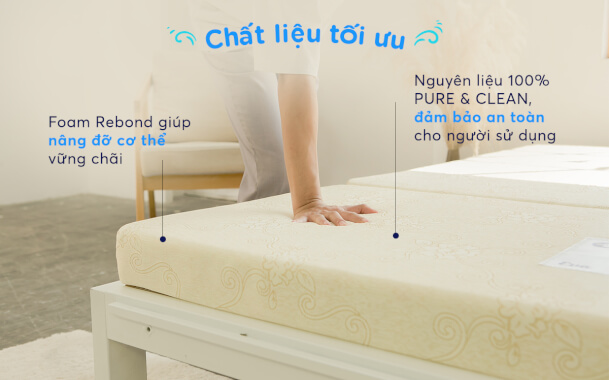 Chất liệu tối ưu
Foam Rebond giúp
nâng đỡ cơ thể
vững chãi
Nguyên liệu 100%
PURE & CLEAN,
đảm bảo an toàn
cho người sử dụng